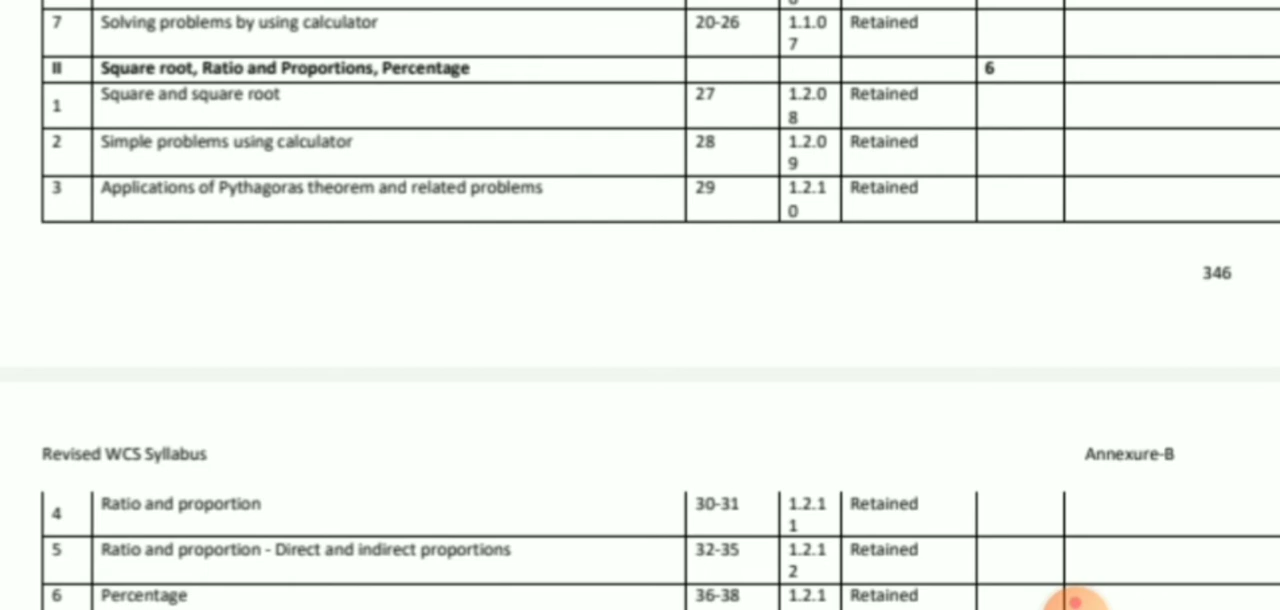 7 Solving problems by using calculator 20-26 1.1.0 Retained
7
II Square root, Ratio and Proportions, Percentage 6
1 Square and square root 27 1.2.0 Retained
8
2 Simple problems using calculator 28 1.2.0 Retained
9
3 Applications of Pythagoras theorem and related problems 29 1.2.1 Retained
0
346
Revised WCS Syllabus Annexure-B
4 Ratio and proportion 30-31 1.2.1 Retained
1
5 Ratio and proportion - Direct and indirect proportions 32-35 1.2.1 Retained
2
6 Percentage 36-38 1.2.1 Retained